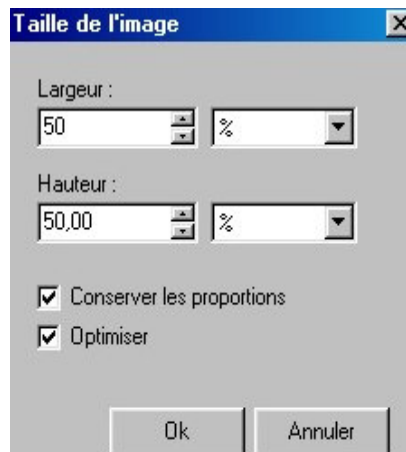 Taille de l'image
Largeur :
50 %
Hauteur :
50,00 %
Conserver les proportions
Optimiser
Ok Annuler